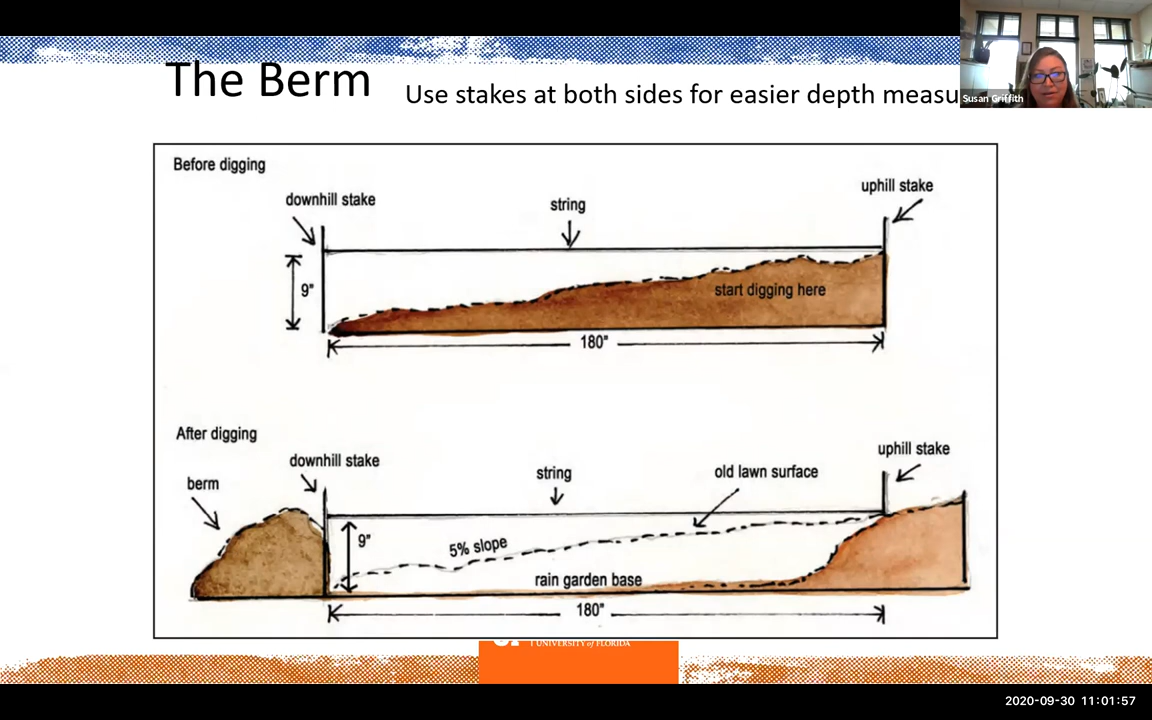 The Berm
Use stakes at both sides for easier depth measu
Susan Griffith
Before digging
downhill stake
string
uphill stake
9"
start digging here
180"
After digging
downhill stake
string
old lawn surface
uphill stake
berm
9"
5% slope
rain garden base
180"
UNIVERSITY of FLORIDA
2020-09-30 11:01:57